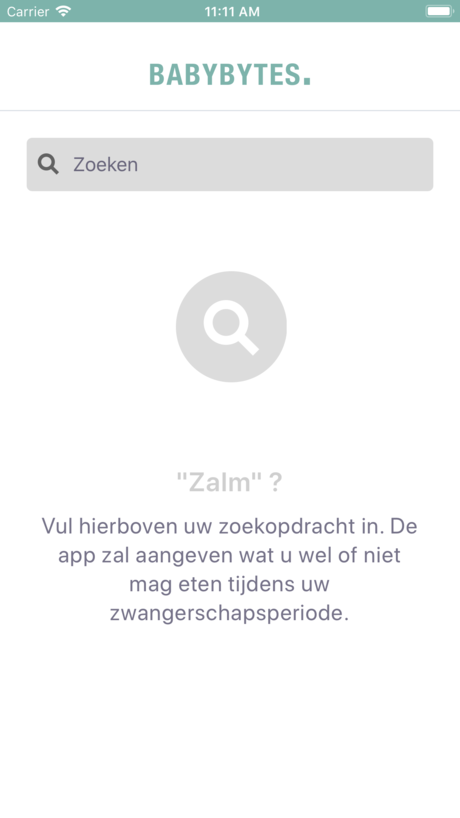 Carrier 11:11 AM
BABYBYTES.
Zoeken
"Zalm" ?
Vul hierboven uw zoekopdracht in. De
app zal aangeven wat u wel of niet
mag eten tijdens uw
zwangerschapsperiode.